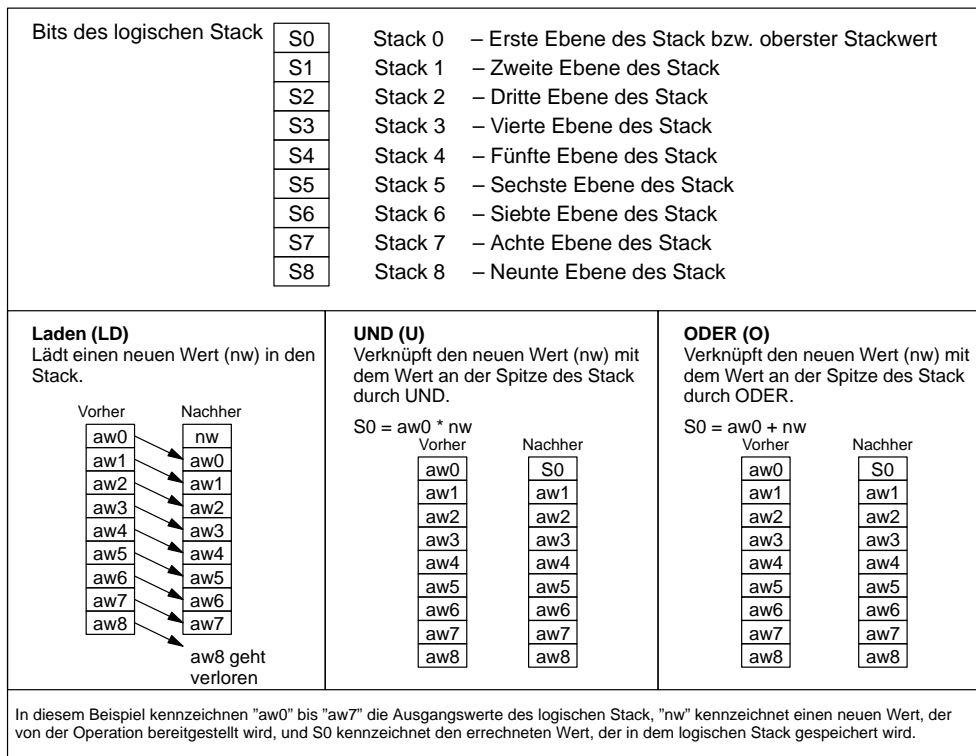 Bits des logischen Stack
S0 Stack 0 – Erste Ebene des Stack bzw. oberster Stackwert
S1 Stack 1 – Zweite Ebene des Stack
S2 Stack 2 – Dritte Ebene des Stack
S3 Stack 3 – Vierte Ebene des Stack
S4 Stack 4 – Fünfte Ebene des Stack
S5 Stack 5 – Sechste Ebene des Stack
S6 Stack 6 – Siebte Ebene des Stack
S7 Stack 7 – Achte Ebene des Stack
S8 Stack 8 – Neunte Ebene des Stack
Laden (LD)
Lädt einen neuen Wert (nw) in den
Stack.
Vorher Nachher
aw0 nw
aw1 aw0
aw2 aw1
aw3 aw2
aw4 aw3
aw5 aw4
aw6 aw5
aw7 aw6
aw8 aw7
aw8 geht
verloren
UND (U)
Verknüpft den neuen Wert (nw) mit
dem Wert an der Spitze des Stack
durch UND.
S0 = aw0 * nw
Vorher Nachher
aw0 S0
aw1 aw1
aw2 aw2
aw3 aw3
aw4 aw4
aw5 aw5
aw6 aw6
aw7 aw7
aw8 aw8
ODER (O)
Verknüpft den neuen Wert (nw) mit
dem Wert an der Spitze des Stack
durch ODER.
S0 = aw0 + nw
Vorher Nachher
aw0 S0
aw1 aw1
aw2 aw2
aw3 aw3
aw4 aw4
aw5 aw5
aw6 aw6
aw7 aw7
aw8 aw8
In diesem Beispiel kennzeichnen ”aw0” bis ”aw7” die Ausgangswerte des logischen Stack, ”nw” kennzeichnet einen neuen Wert, der
von der Operation bereitgestellt wird, und S0 kennzeichnet den errechneten Wert, der in dem logischen Stack gespeichert wird.